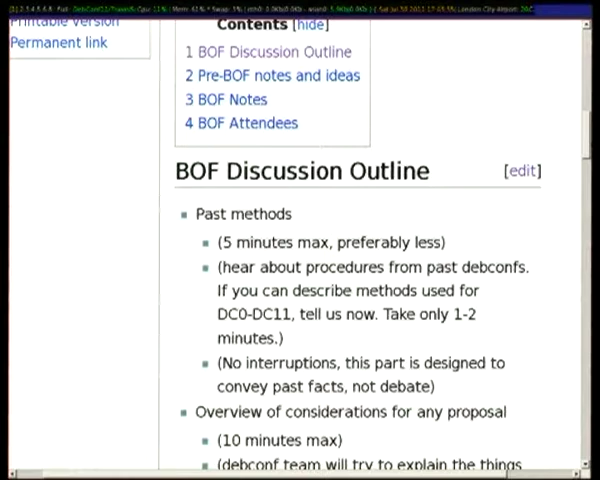 Printable version
Permanent link
Contents [hide]
1 BOF Discussion Outline
2 Pre-BOF notes and ideas
3 BOF Notes
4 BOF Attendees
BOF Discussion Outline [edit]
Past methods
(5 minutes max, preferably less)
(hear about procedures from past debconfs.
If you can describe methods used for
DC0-DC11, tell us now. Take only 1-2
minutes.)
(No interruptions, this part is designed to
convey past facts, not debate)
Overview of considerations for any proposal
(10 minutes max)
(debconf team will try to explain the things